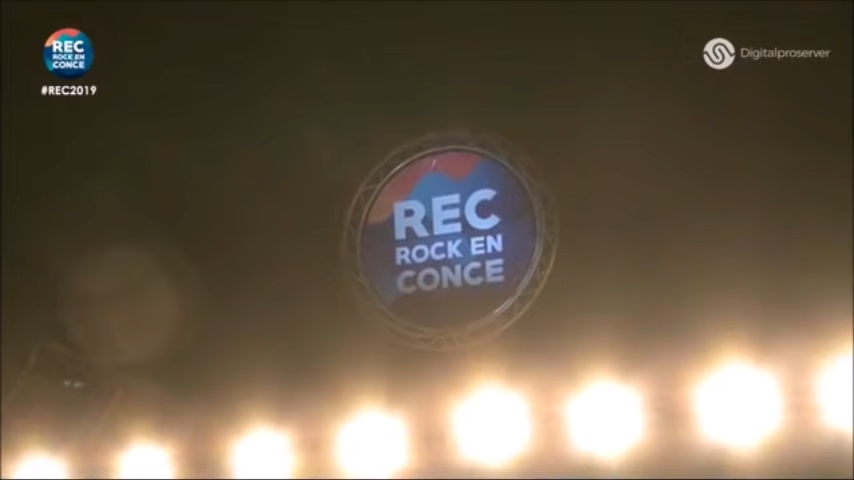 REC
ROCK EN
CONCE
#REC2019
Digitalproserver
REC
ROCK EN
CONCE